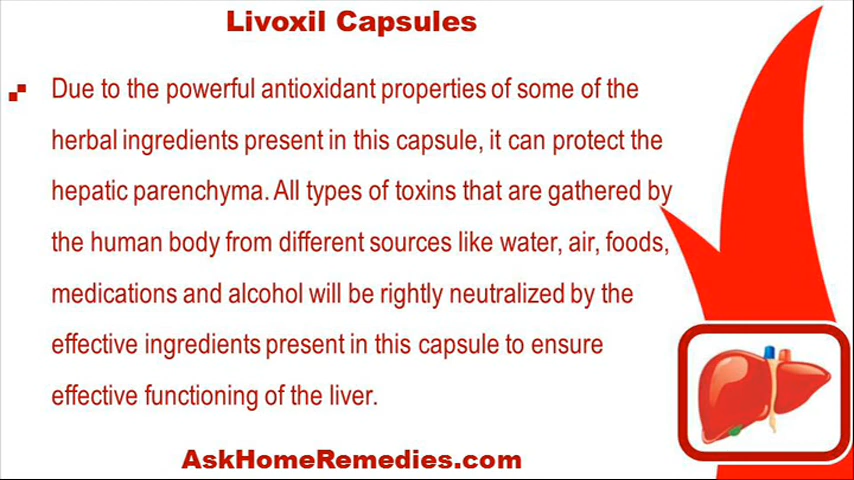 Livoxil Capsules
Due to the powerful antioxidant properties of some of the
herbal ingredients present in this capsule, it can protect the
hepatic parenchyma. All types of toxins that are gathered by
the human body from different sources like water, air, foods,
medications and alcohol will be rightly neutralized by the
effective ingredients present in this capsule to ensure
effective functioning of the liver.
AskHomeRemedies.com